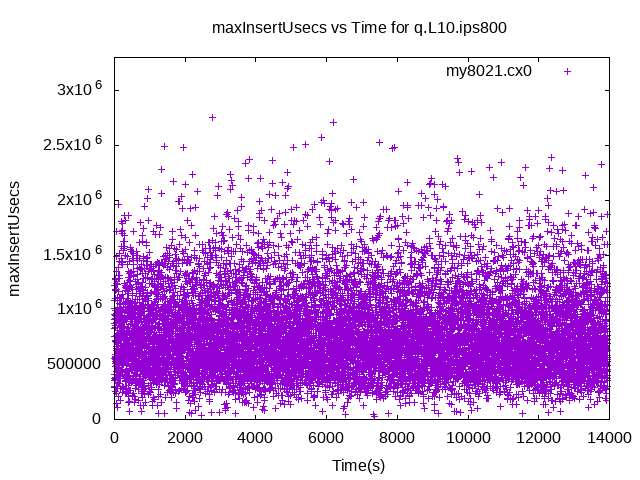 maxInsertUsecs vs Time for q.L10.ips800
my8021.cx0
3x10^6
2.5x10^6
2x10^6
1.5x10^6
1x10^6
500000
0
maxInsertUsecs
0 2000 4000 6000 8000 10000 12000 14000
Time(s)